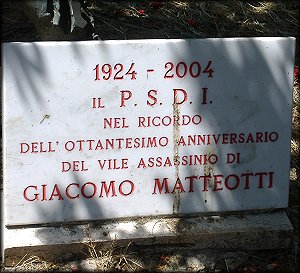 1924 - 2004
IL P. S. D. I.
NEL RICORDO
DELL' OTTANTESIMO ANNIVERSARIO
DEL VILE ASSASSINIO DI
GIACOMO MATTEOTTI